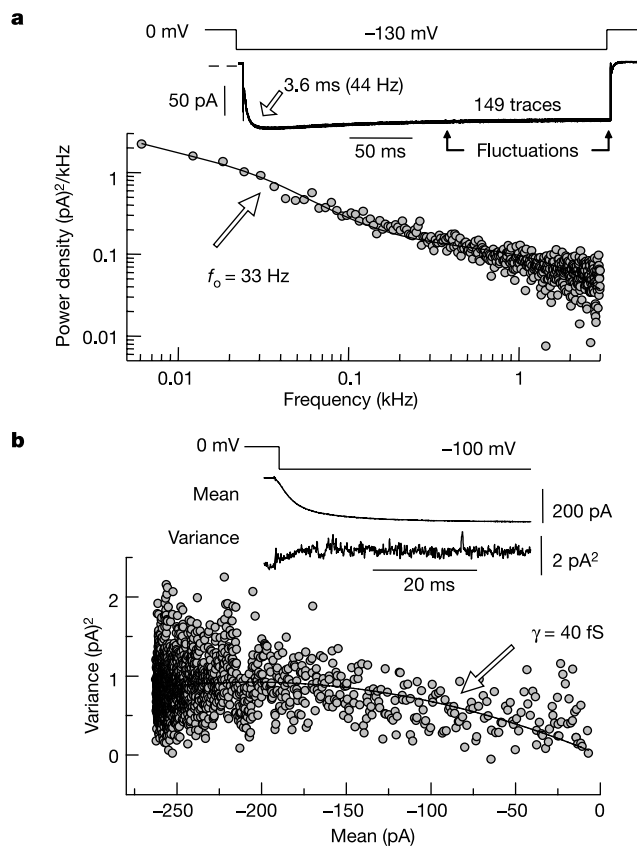 a
0 mV
–130 mV
50 pA
3.6 ms (44 Hz)
149 traces
50 ms
Fluctuations
1
0.1
0.01
Power density (pA)²/kHz
fₒ = 33 Hz
0.01
0.1
1
Frequency (kHz)
b
0 mV
–100 mV
Mean
200 pA
Variance
2 pA²
20 ms
γ = 40 fS
2
1
0
Variance (pA)²
–250
–200
–150
–100
–50
0
Mean (pA)